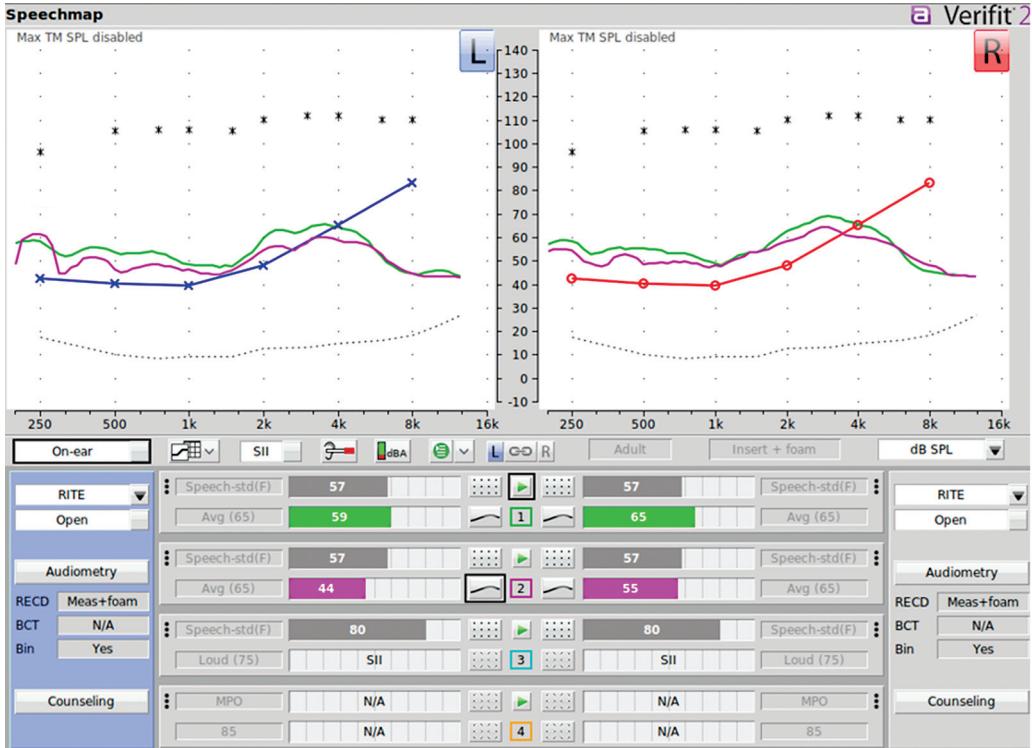 Speechmap
a Verifit 2
Max TM SPL disabled
L
Max TM SPL disabled
R
140
130
120
110
100
90
80
70
60
50
40
30
20
10
0
-10
250 500 1k 2k 4k 8k 16k
250 500 1k 2k 4k 8k 16k
On-ear
SII
dBA
L R
Adult
Insert + foam
dB SPL
RITE
Open
Audiometry
RECD Meas+foam
BCT N/A
Bin Yes
Counseling
Speech-std(F) 57 57 Speech-std(F)
Avg (65) 59 1 65 Avg (65)
Speech-std(F) 57 57 Speech-std(F)
Avg (65) 44 2 55 Avg (65)
Speech-std(F) 80 80 Speech-std(F)
Loud (75) SII 3 SII Loud (75)
MPO N/A N/A MPO
85 N/A 4 N/A 85
RITE
Open
Audiometry
RECD Meas+foam
BCT N/A
Bin Yes
Counseling